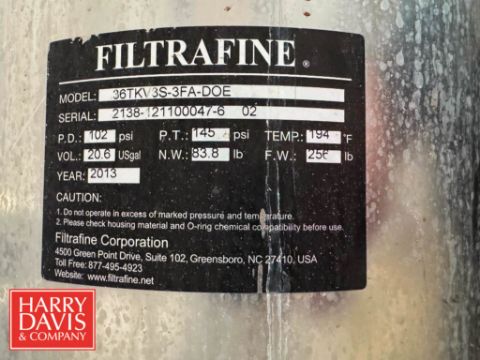 FILTRAFINE ®
MODEL: 36TKV3S-3FA-DOE
SERIAL: 2138-121100047-6 02
P.D.: 102 psi P.T.: 145 psi TEMP.: 194 °F
VOL.: 20.6 USgal N.W.: 83.8 lb F.W.: 256 lb
YEAR: 2013
CAUTION:
1. Do not operate in excess of marked pressure and temperature.
2. Please check housing material and O-ring chemical compatibility before use.
Filtrafine Corporation
4500 Green Point Drive, Suite 102, Greensboro, NC 27410, USA
Toll Free: 877-495-4923
Website: www.filtrafine.net
HARRY
DAVIS
& COMPANY